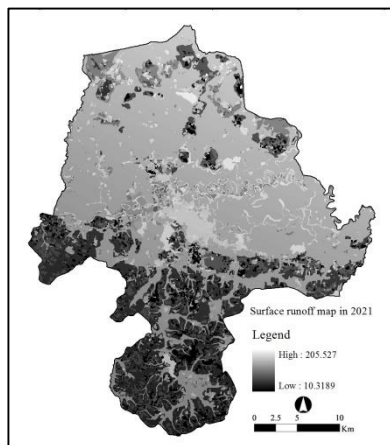 Surface runoff map in 2021
Legend
High : 205.527
Low : 10.3189
0 2.5 5 10
Km